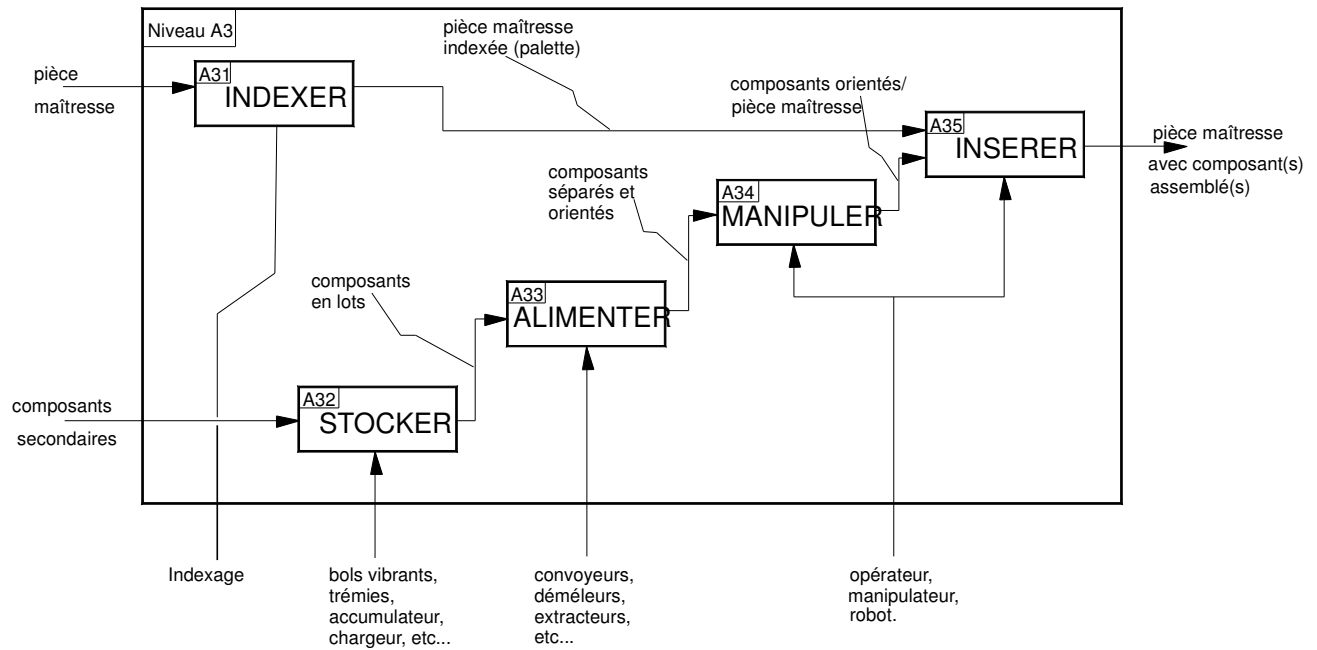 Niveau A3
pièce
maîtresse
A31
INDEXER
pièce maîtresse
indexée (palette)
composants orientés/
pièce maîtresse
A35
INSERER
pièce maîtresse
avec composant(s)
assemblé(s)
composants
séparés et
orientés
A34
MANIPULER
composants
en lots
A33
ALIMENTER
composants
secondaires
A32
STOCKER
Indexage
bols vibrants,
trémies,
accumulateur,
chargeur, etc...
convoyeurs,
déméleurs,
extracteurs,
etc...
opérateur,
manipulateur,
robot.